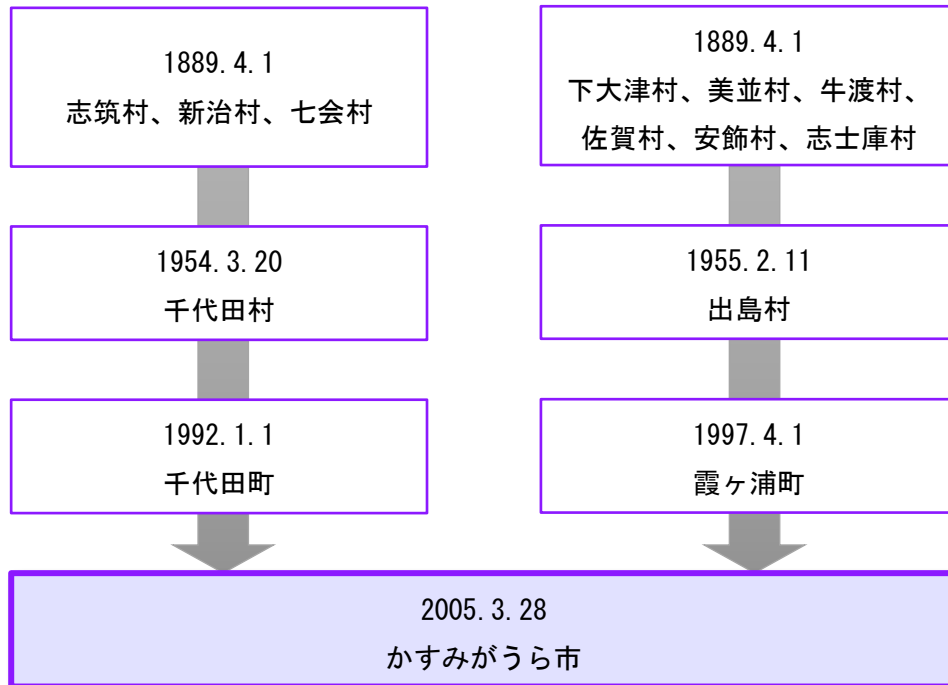 1889.4.1
志筑村、新治村、七会村
1954.3.20
千代田村
1992.1.1
千代田町
1889.4.1
下大津村、美並村、牛渡村、
佐賀村、安飾村、志士庫村
1955.2.11
出島村
1997.4.1
霞ヶ浦町
2005.3.28
かすみがうら市